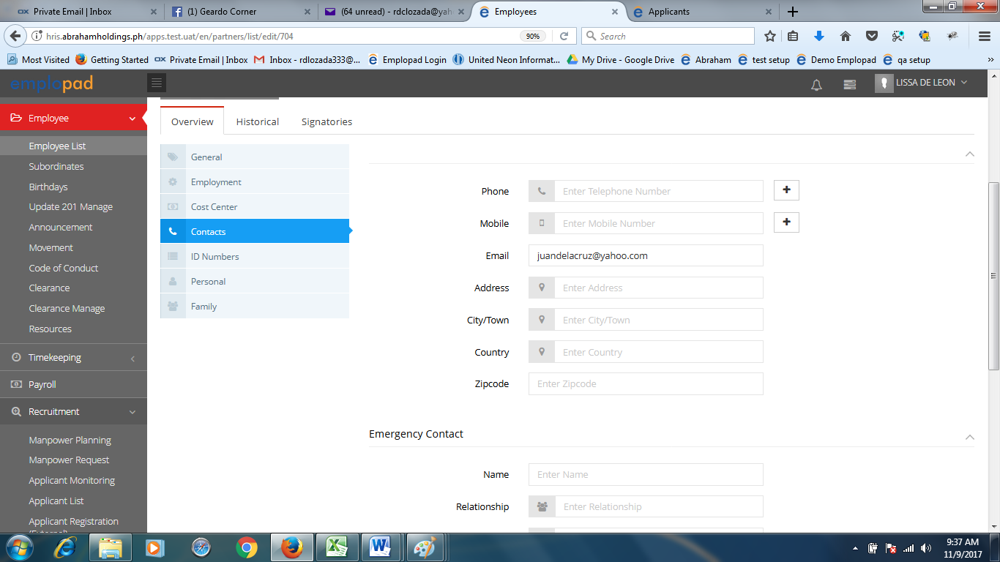 Private Email | Inbox
(1) Geardo Corner
(64 unread) - rdclozada@yah
Employees
Applicants
hris.abrahamholdings.ph/apps.test.uat/en/partners/list/edit/704
90%
Search
Most Visited
Getting Started
Private Email | Inbox
Inbox - rdlozada333@...
Emplopad Login
United Neon Informat...
My Drive - Google Drive
Abraham
test setup
Demo Emplopad
qa setup
emplopad
LISSA DE LEON
Employee
Employee List
Subordinates
Birthdays
Update 201 Manage
Announcement
Movement
Code of Conduct
Clearance
Clearance Manage
Resources
Timekeeping
Payroll
Recruitment
Manpower Planning
Manpower Request
Applicant Monitoring
Applicant List
Applicant Registration
(External)
Overview
Historical
Signatories
General
Employment
Cost Center
Contacts
ID Numbers
Personal
Family
Phone
Enter Telephone Number
Mobile
Enter Mobile Number
Email
juandelacruz@yahoo.com
Address
Enter Address
City/Town
Enter City/Town
Country
Enter Country
Zipcode
Enter Zipcode
Emergency Contact
Name
Enter Name
Relationship
Enter Relationship
9:37 AM
11/9/2017